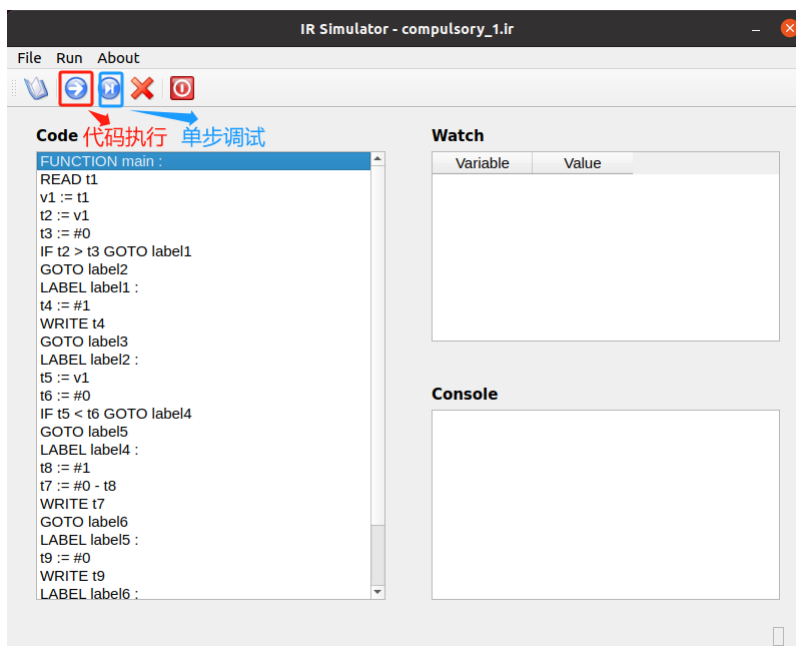 IR Simulator - compulsory_1.ir
File Run About
Code 代码执行 单步调试
FUNCTION main :
READ t1
v1 := t1
t2 := v1
t3 := #0
IF t2 > t3 GOTO label1
GOTO label2
LABEL label1 :
t4 := #1
WRITE t4
GOTO label3
LABEL label2 :
t5 := v1
t6 := #0
IF t5 < t6 GOTO label4
GOTO label5
LABEL label4 :
t8 := #1
t7 := #0 - t8
WRITE t7
GOTO label6
LABEL label5 :
t9 := #0
WRITE t9
LABEL label6 :
Watch
Variable Value
Console